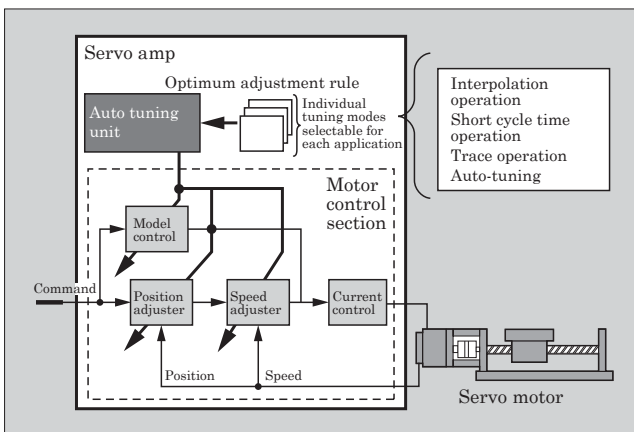 Servo amp
Optimum adjustment rule
Auto tuning
unit
Individual
tuning modes
selectable for
each application
Interpolation
operation
Short cycle time
operation
Trace operation
Auto-tuning
Motor
control
section
Model
control
Command
Position
adjuster
Speed
adjuster
Current
control
Position
Speed
Servo motor